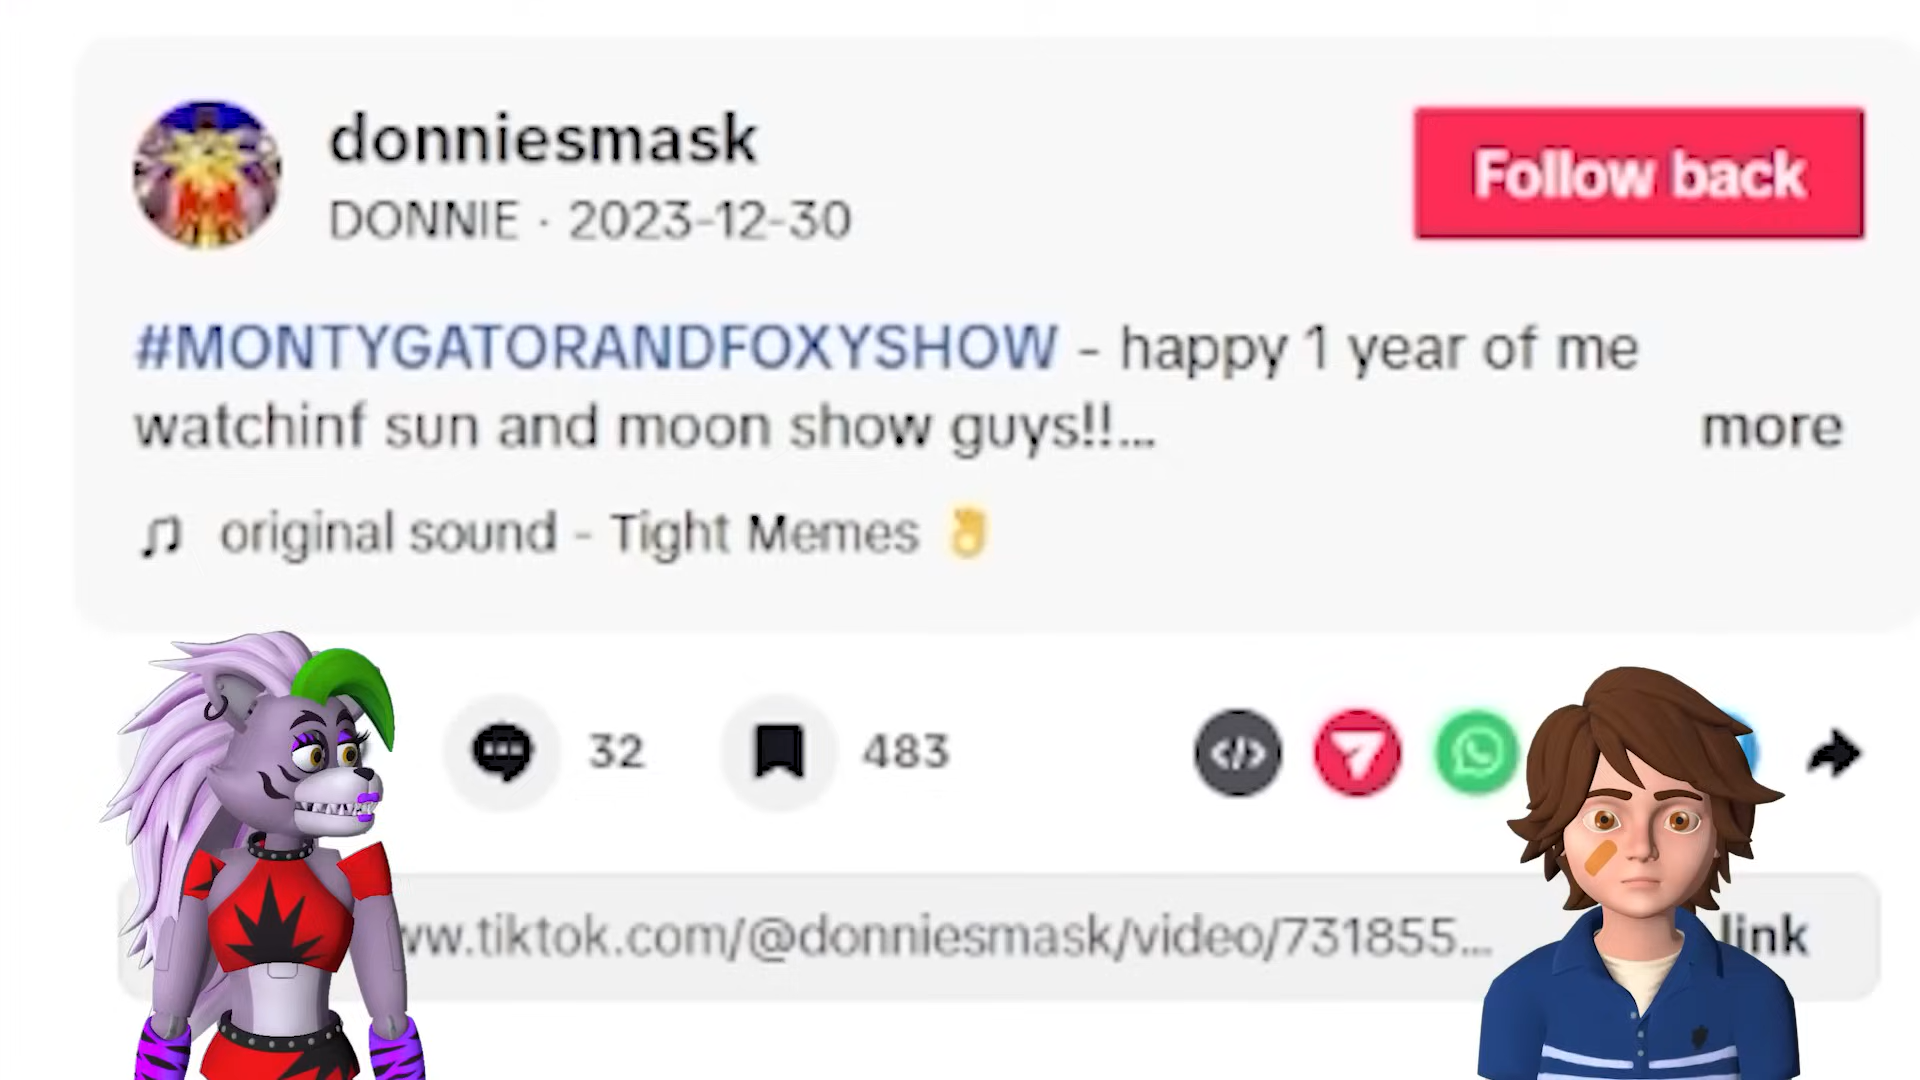 donniesmask
DONNIE · 2023-12-30
Follow back
#MONTYGATORANDFOXYSHOW - happy 1 year of me
watchinf sun and moon show guys!!...
more
original sound - Tight Memes 👌
32
483
ww.tiktok.com/@donniesmask/video/731855...
link